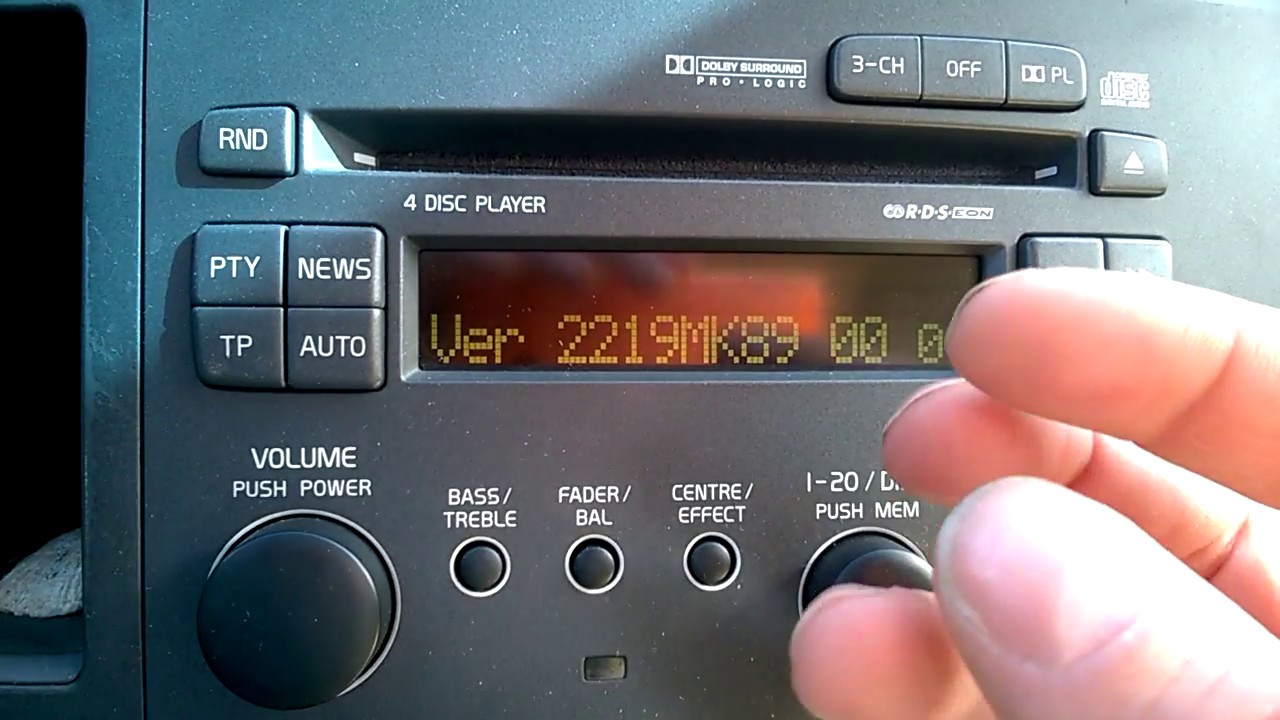 DOLBY SURROUND
PRO • LOGIC
3-CH
OFF
PL
disc
RND
4 DISC PLAYER
R·D·S·EON
PTY
NEWS
TP
AUTO
Ver 2219MK89 00
VOLUME
PUSH POWER
BASS/
TREBLE
FADER/
BAL
CENTRE/
EFFECT
1-20/
PUSH MEM